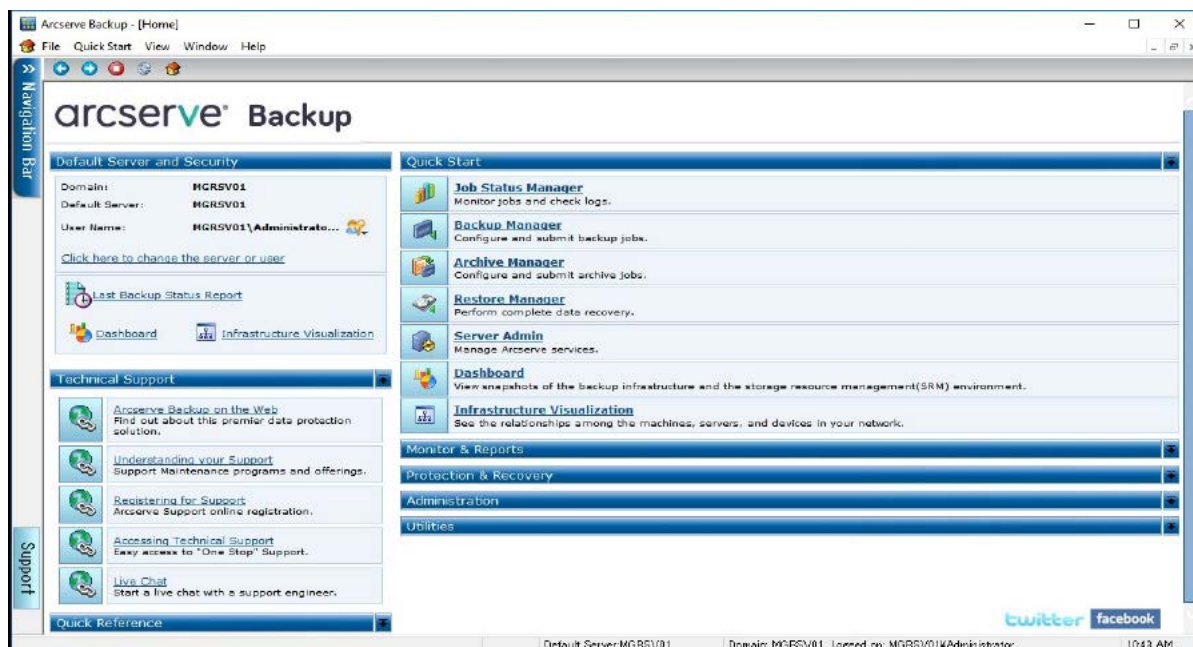 Arcserve Backup - [Home]
File Quick Start View Window Help
Navigation Bar
arcserve® Backup
Default Server and Security
Domain: MGRSV01
Default Server: MGRSV01
User Name: MGRSV01\Administrato...
Click here to change the server or user
Last Backup Status Report
Dashboard Infrastructure Visualization
Technical Support
Arcserve Backup on the Web
Find out about this premier data protection
solution.
Understanding your Support
Support Maintenance programs and offerings.
Registering for Support
Arcserve Support online registration.
Accessing Technical Support
Easy access to "One Stop" Support.
Live Chat
Start a live chat with a support engineer.
Quick Reference
Quick Start
Job Status Manager
Monitor jobs and check logs.
Backup Manager
Configure and submit backup jobs.
Archive Manager
Configure and submit archive jobs.
Restore Manager
Perform complete data recovery.
Server Admin
Manage Arcserve services.
Dashboard
View snapshots of the backup infrastructure and the storage resource management(SRM) environment.
Infrastructure Visualization
See the relationships among the machines, servers, and devices in your network.
Monitor & Reports
Protection & Recovery
Administration
Utilities
Support
twitter facebook
Default Server:MGRSV01 Domain: MGRSV01 Logged on: MGRSV01¥Administrator 10:43 AM